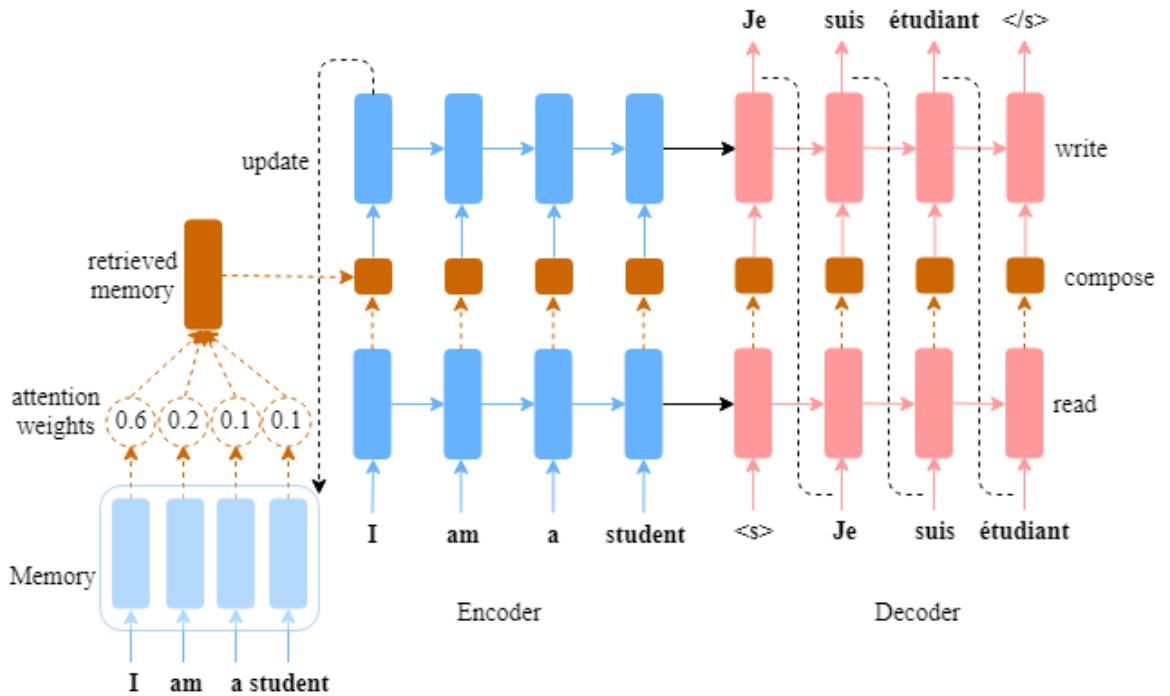 Je suis étudiant </s>
update
write
retrieved
memory
compose
attention
weights
0.6 0.2 0.1 0.1
read
I am a student <s> Je suis étudiant
Memory
Encoder Decoder
I am a student